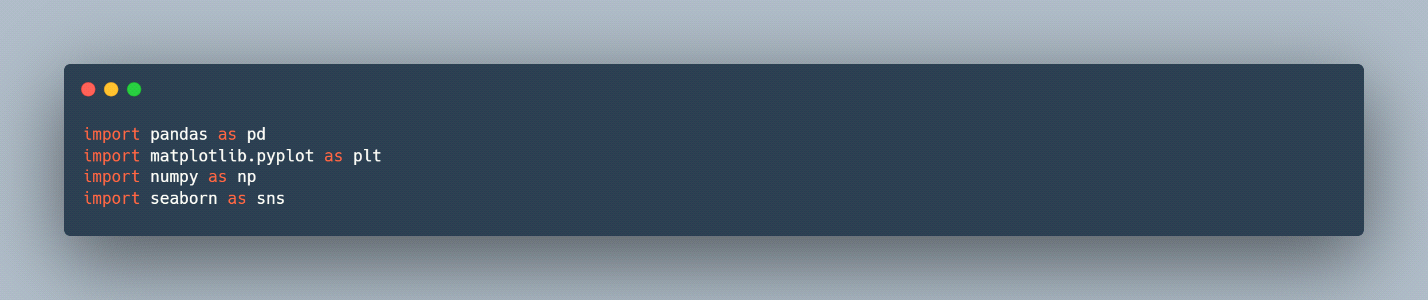 import pandas as pd
import matplotlib.pyplot as plt
import numpy as np
import seaborn as sns